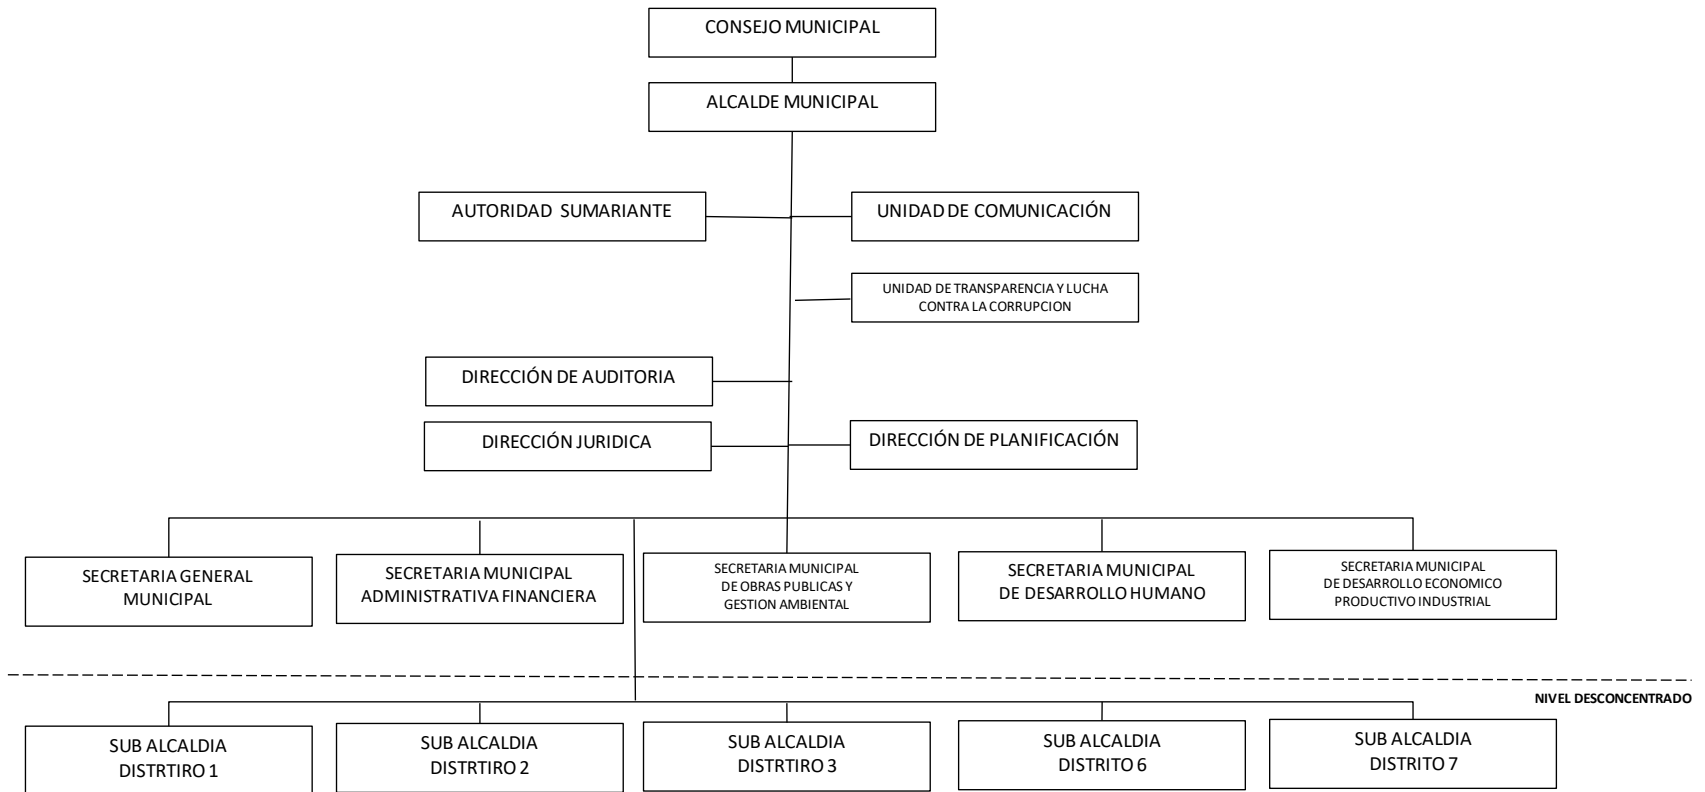 CONSEJO MUNICIPAL
ALCALDE MUNICIPAL
AUTORIDAD SUMARIANTE
UNIDAD DE COMUNICACIÓN
UNIDAD DE TRANSPARENCIA Y LUCHA
CONTRA LA CORRUPCION
DIRECCIÓN DE AUDITORIA
DIRECCIÓN JURIDICA
DIRECCIÓN DE PLANIFICACIÓN
SECRETARIA GENERAL
MUNICIPAL
SECRETARIA MUNICIPAL
ADMINISTRATIVA FINANCIERA
SECRETARIA MUNICIPAL
DE OBRAS PUBLICAS Y
GESTION AMBIENTAL
SECRETARIA MUNICIPAL
DE DESARROLLO HUMANO
SECRETARIA MUNICIPAL
DE DESARROLLO ECONOMICO
PRODUCTIVO INDUSTRIAL
NIVEL DESCONCENTRADO
SUB ALCALDIA
DISTRTIRO 1
SUB ALCALDIA
DISTRTIRO 2
SUB ALCALDIA
DISTRTIRO 3
SUB ALCALDIA
DISTRITO 6
SUB ALCALDIA
DISTRITO 7